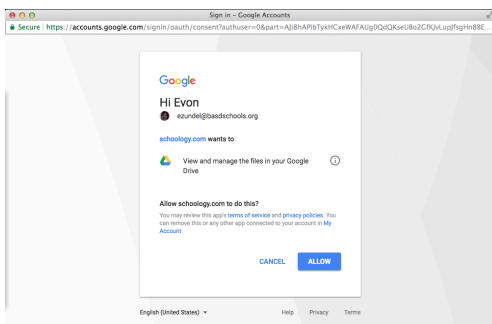 Sign in – Google Accounts
Secure | https://accounts.google.com/signin/oauth/consent?authuser=0&part=
Google
Hi Evon
ezundel@basdschools.org
schoology.com wants to
View and manage the files in your Google
Drive
Allow schoology.com to do this?
You may review this app's terms of service and privacy policies. You
can remove this or any other app connected to your account in My
Account
CANCEL ALLOW
English (United States) Help Privacy Terms